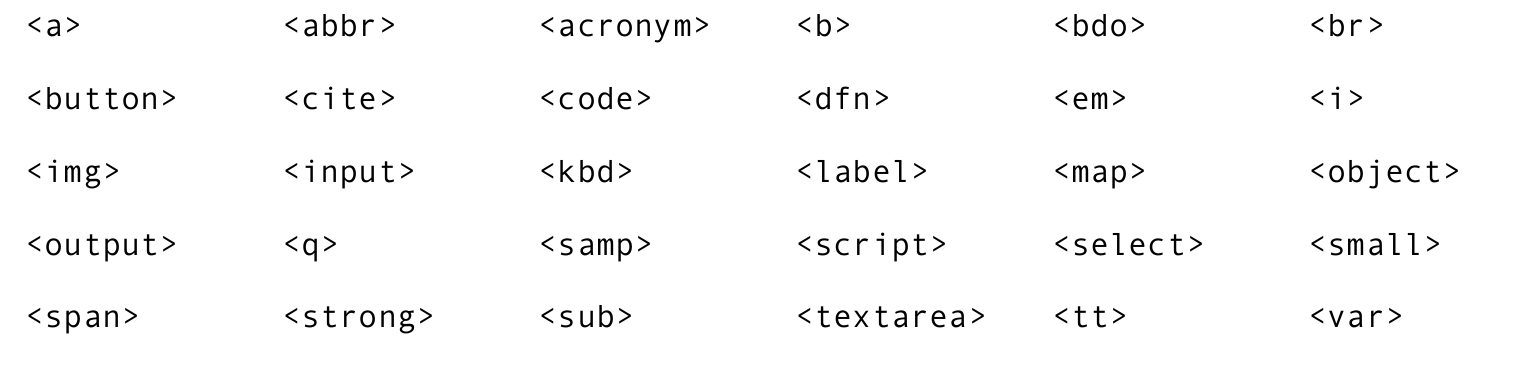 <a> <abbr> <acronym> <b> <bdo> <br>
<button> <cite> <code> <dfn> <em> <i>
<img> <input> <kbd> <label> <map> <object>
<output> <q> <samp> <script> <select> <small>
<span> <strong> <sub> <textarea> <tt> <var>